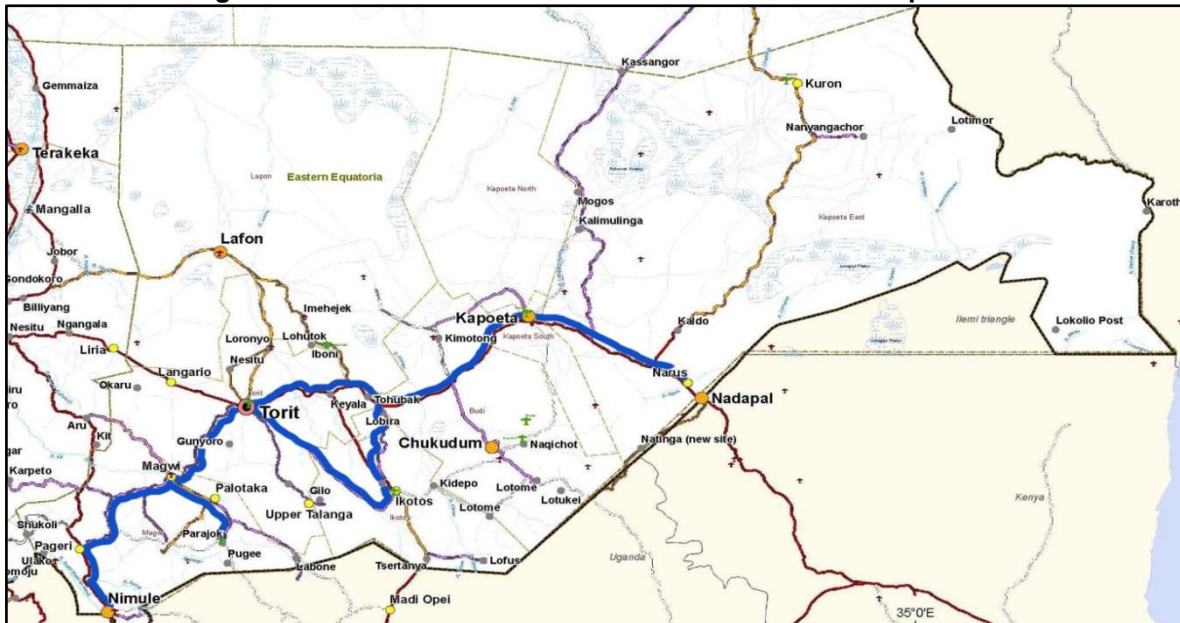 Kassangor
Kuron
Gemmaiza
Lotimor
Nanyangachor
Terakeka
Eastern Equatoria
Lapon
Kapoeta North
Mogos
Mangalla
Karoth
Kalimulinga
Kapoeta East
Lafon
Jobor
Gondokoro
Billiyang
Imehejek
Kapoeta
Ilemi triangle
Lokolio Post
Nesitu
Ngangala
Loronyo
Lohutok
Kimotong
Kapoeta South
Kaldo
Liria
Iboni
Nesitu
Langario
Narus
Okaru
Keyala
Tohubak
Nadapal
Torit
Lobira
Budi
Aru
Kit
Gunyoro
Chukudum
Naqichot
Natinga (new site)
Magwi
Karpeto
Palotaka
Gilo
Ikotos
Kidepo
Lotome
Lotukei
Upper Talanga
Lotome
Kenya
Shukoli
Magwi
Parajok
Pageri
Pugee
Uganda
Labone
Tsertanya
Lofus
Nimule
Madi Opei
35°0'E